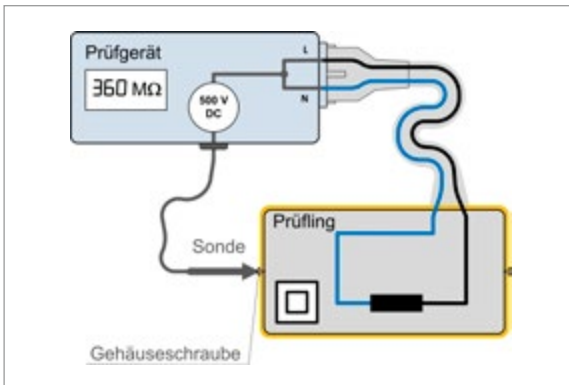 Prüfgerät
360 MΩ
500 V
DC
L
N
Prüfling
Sonde
Gehäuseschraube